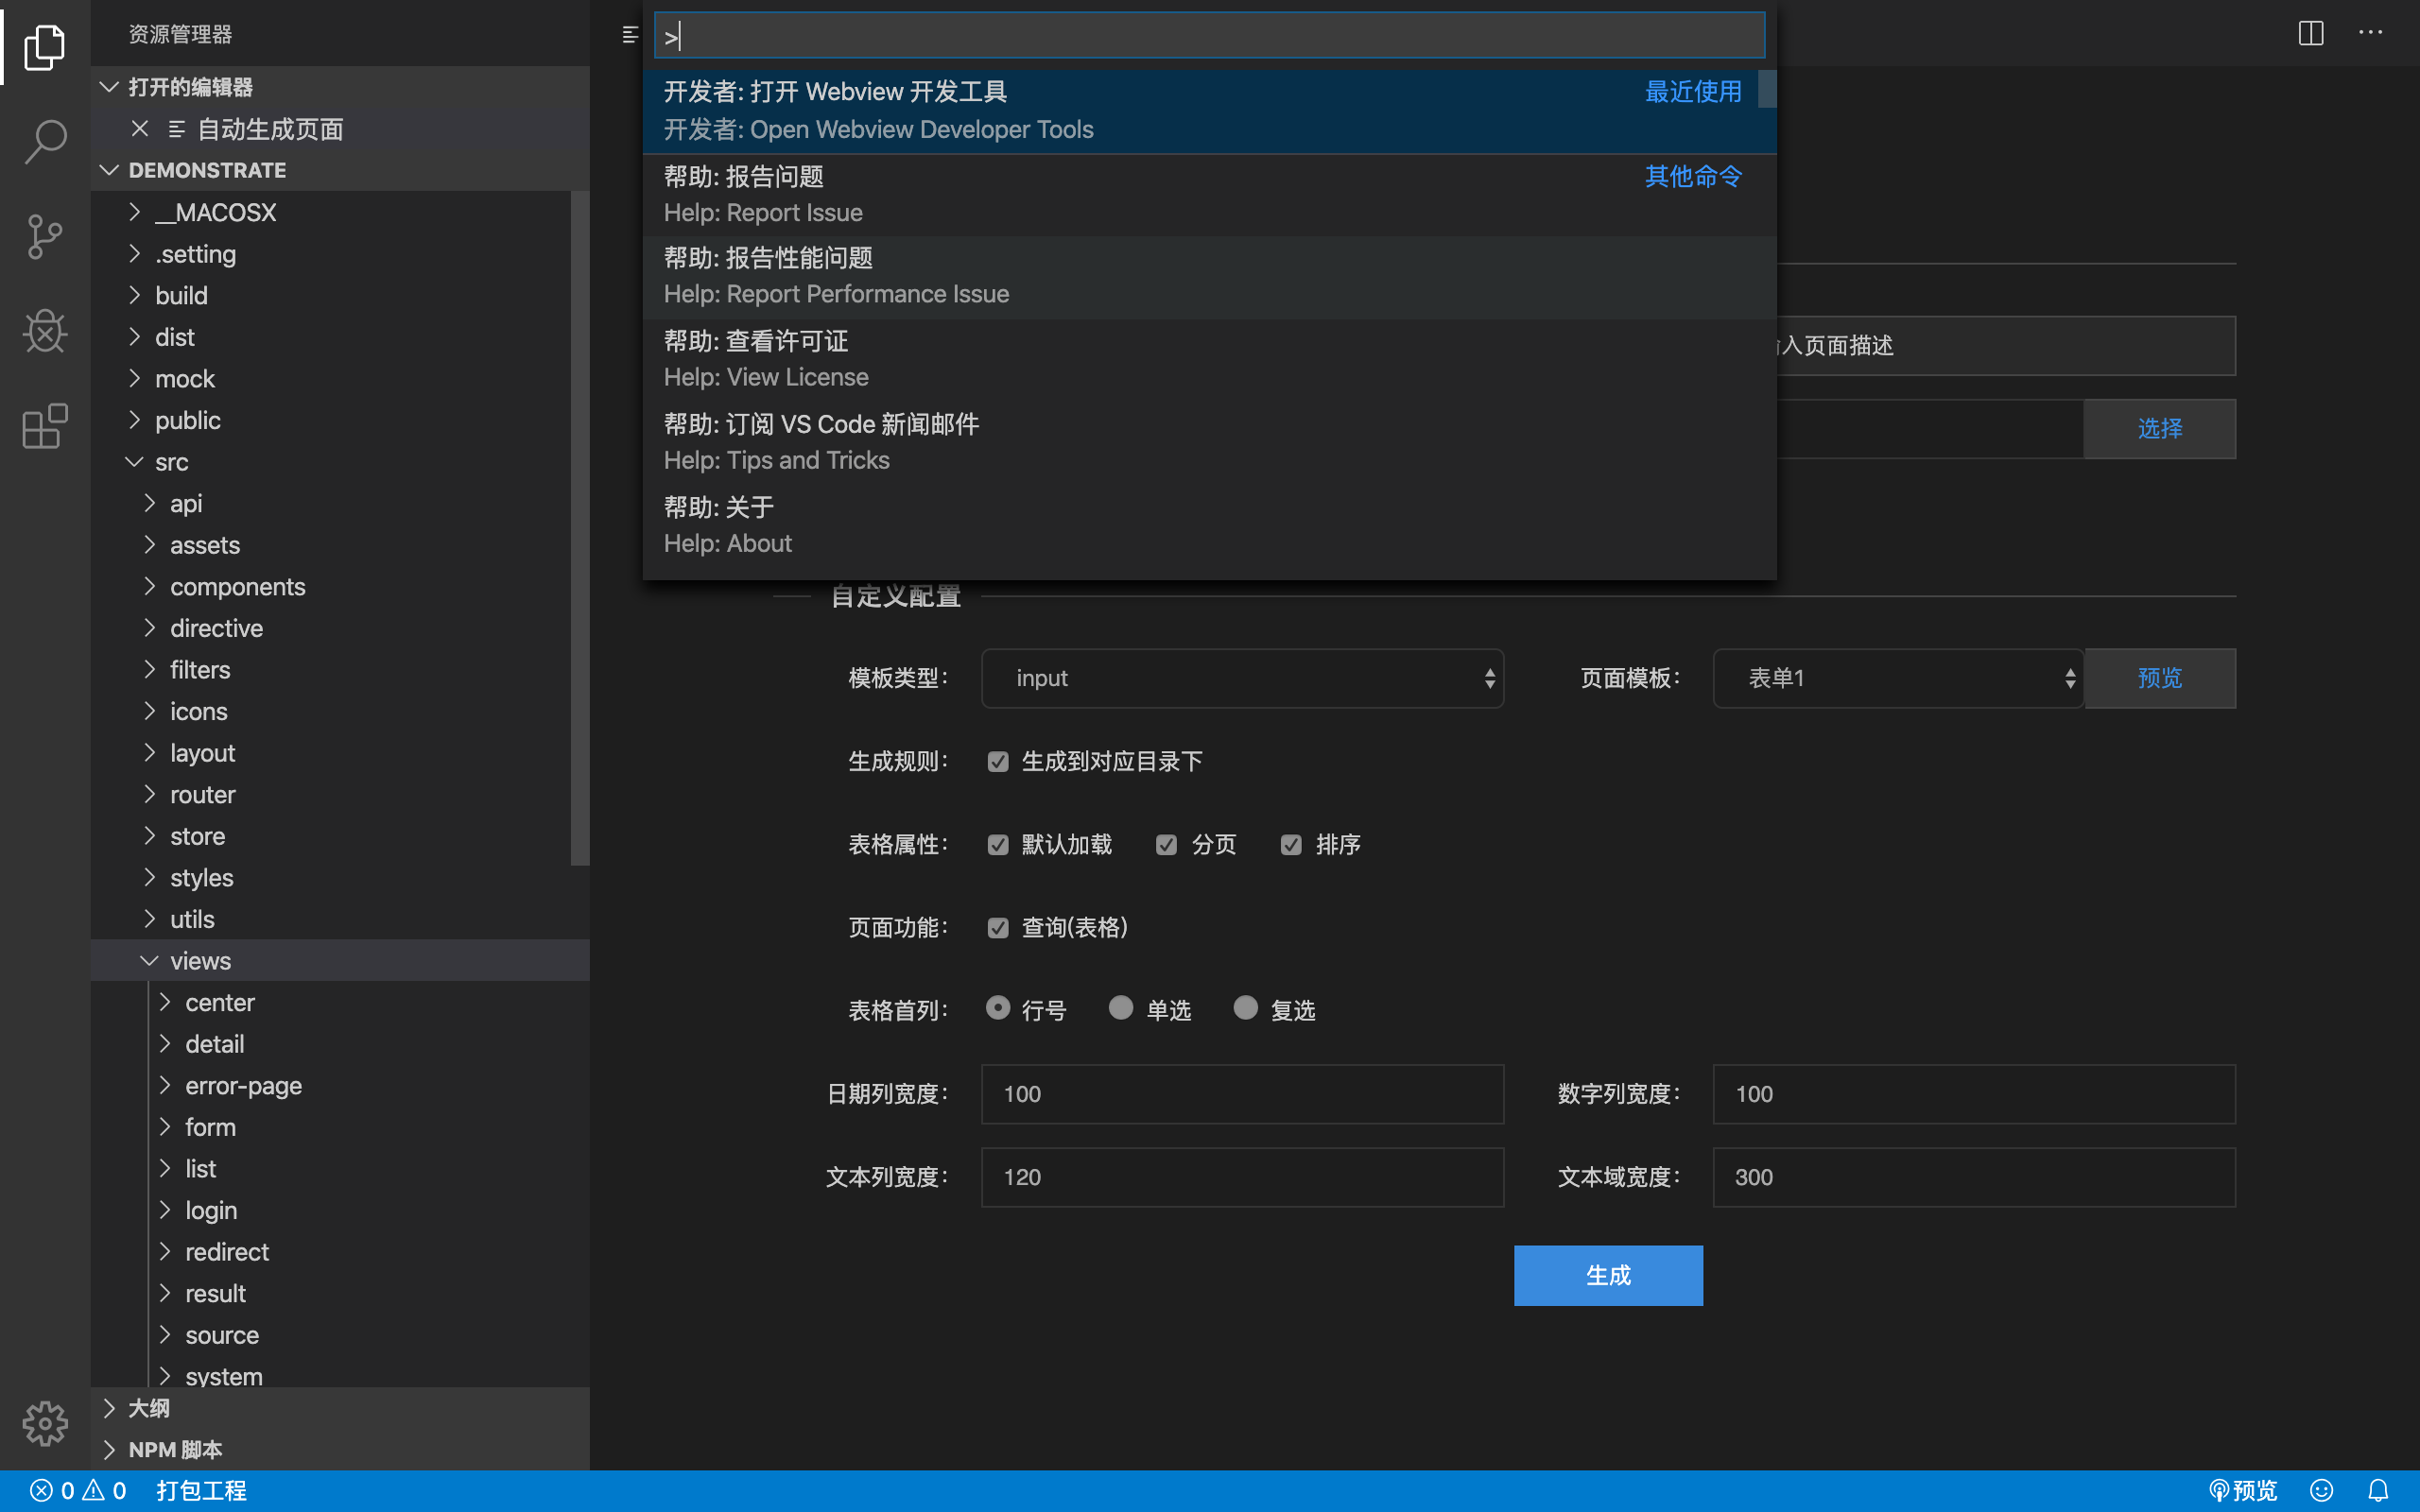 资源管理器
打开的编辑器
自动生成页面
DEMONSTRATE
__MACOSX
.setting
build
dist
mock
public
src
api
assets
components
directive
filters
icons
layout
router
store
styles
utils
views
center
detail
error-page
form
list
login
redirect
result
source
system
大纲
NPM 脚本
>
开发者: 打开 Webview 开发工具 最近使用
开发者: Open Webview Developer Tools
帮助: 报告问题 其他命令
Help: Report Issue
帮助: 报告性能问题
Help: Report Performance Issue
帮助: 查看许可证
Help: View License
帮助: 订阅 VS Code 新闻邮件
Help: Tips and Tricks
帮助: 关于
Help: About
入页面描述
选择
自定义配置
模板类型: input 页面模板: 表单1 预览
生成规则: 生成到对应目录下
表格属性: 默认加载 分页 排序
页面功能: 查询(表格)
表格首列: 行号 单选 复选
日期列宽度: 100 数字列宽度: 100
文本列宽度: 120 文本域宽度: 300
生成
0 0 打包工程 预览